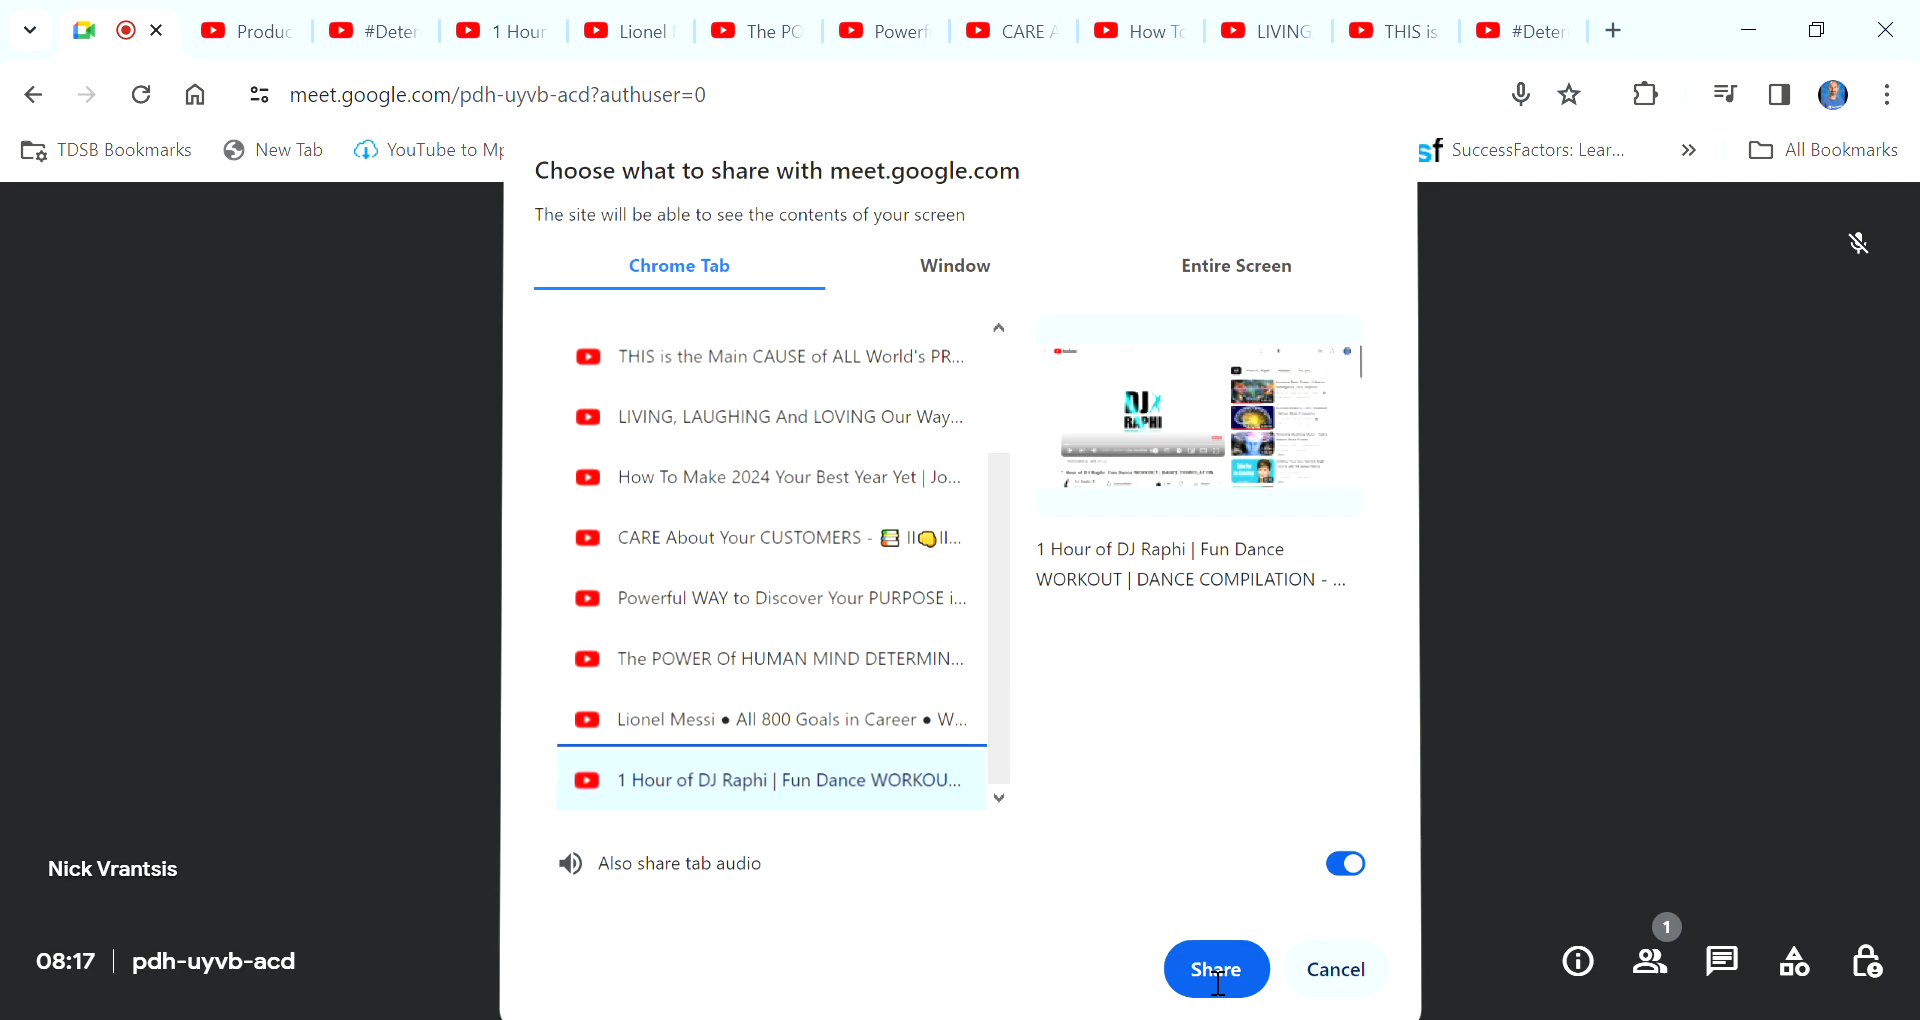 Produc
#Deter
1 Hour
Lionel
The PO
Powerf
CARE A
How To
LIVING
THIS is
#Deter
meet.google.com/pdh-uyvb-acd?authuser=0
TDSB Bookmarks
New Tab
YouTube to Mp
sf SuccessFactors: Lear...
All Bookmarks
Choose what to share with meet.google.com
The site will be able to see the contents of your screen
Chrome Tab
Window
Entire Screen
THIS is the Main CAUSE of ALL World's PR...
LIVING, LAUGHING And LOVING Our Way...
How To Make 2024 Your Best Year Yet | Jo...
CARE About Your CUSTOMERS - 📚 II👊II...
Powerful WAY to Discover Your PURPOSE i...
The POWER Of HUMAN MIND DETERMIN...
Lionel Messi ● All 800 Goals in Career ● W...
1 Hour of DJ Raphi | Fun Dance WORKOU...
DJ
RAPHI
1 Hour of DJ Raphi | Fun Dance
WORKOUT | DANCE COMPILATION - ...
Also share tab audio
Share
Cancel
Nick Vrantsis
08:17 | pdh-uyvb-acd
1